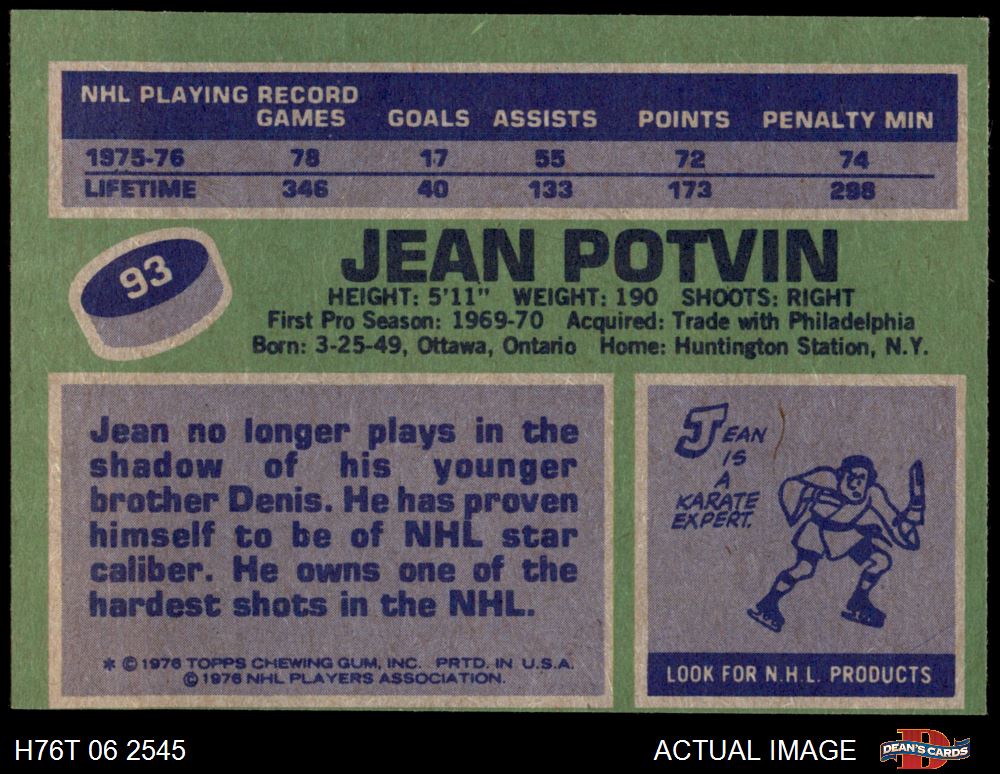 NHL PLAYING RECORD
GAMES GOALS ASSISTS POINTS PENALTY MIN
1975-76 78 17 55 72 74
LIFETIME 346 40 133 173 298
93
JEAN POTVIN
HEIGHT: 5'11" WEIGHT: 190 SHOOTS: RIGHT
First Pro Season: 1969-70 Acquired: Trade with Philadelphia
Born: 3-25-49, Ottawa, Ontario Home: Huntington Station, N.Y.
Jean no longer plays in the
shadow of his younger
brother Denis. He has proven
himself to be of NHL star
caliber. He owns one of the
hardest shots in the NHL.
* © 1976 TOPPS CHEWING GUM, INC. PRTD. IN U.S.A.
© 1976 NHL PLAYERS ASSOCIATION.
JEAN
IS
A
KARATE
EXPERT.
LOOK FOR N.H.L. PRODUCTS
H76T 06 2545
ACTUAL IMAGE
DEAN'S CARDS